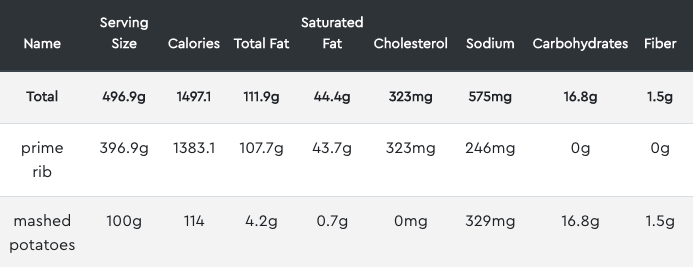 Name Serving Size Calories Total Fat Saturated Fat Cholesterol Sodium Carbohydrates Fiber
Total 496.9g 1497.1 111.9g 44.4g 323mg 575mg 16.8g 1.5g
prime rib 396.9g 1383.1 107.7g 43.7g 323mg 246mg 0g 0g
mashed potatoes 100g 114 4.2g 0.7g 0mg 329mg 16.8g 1.5g